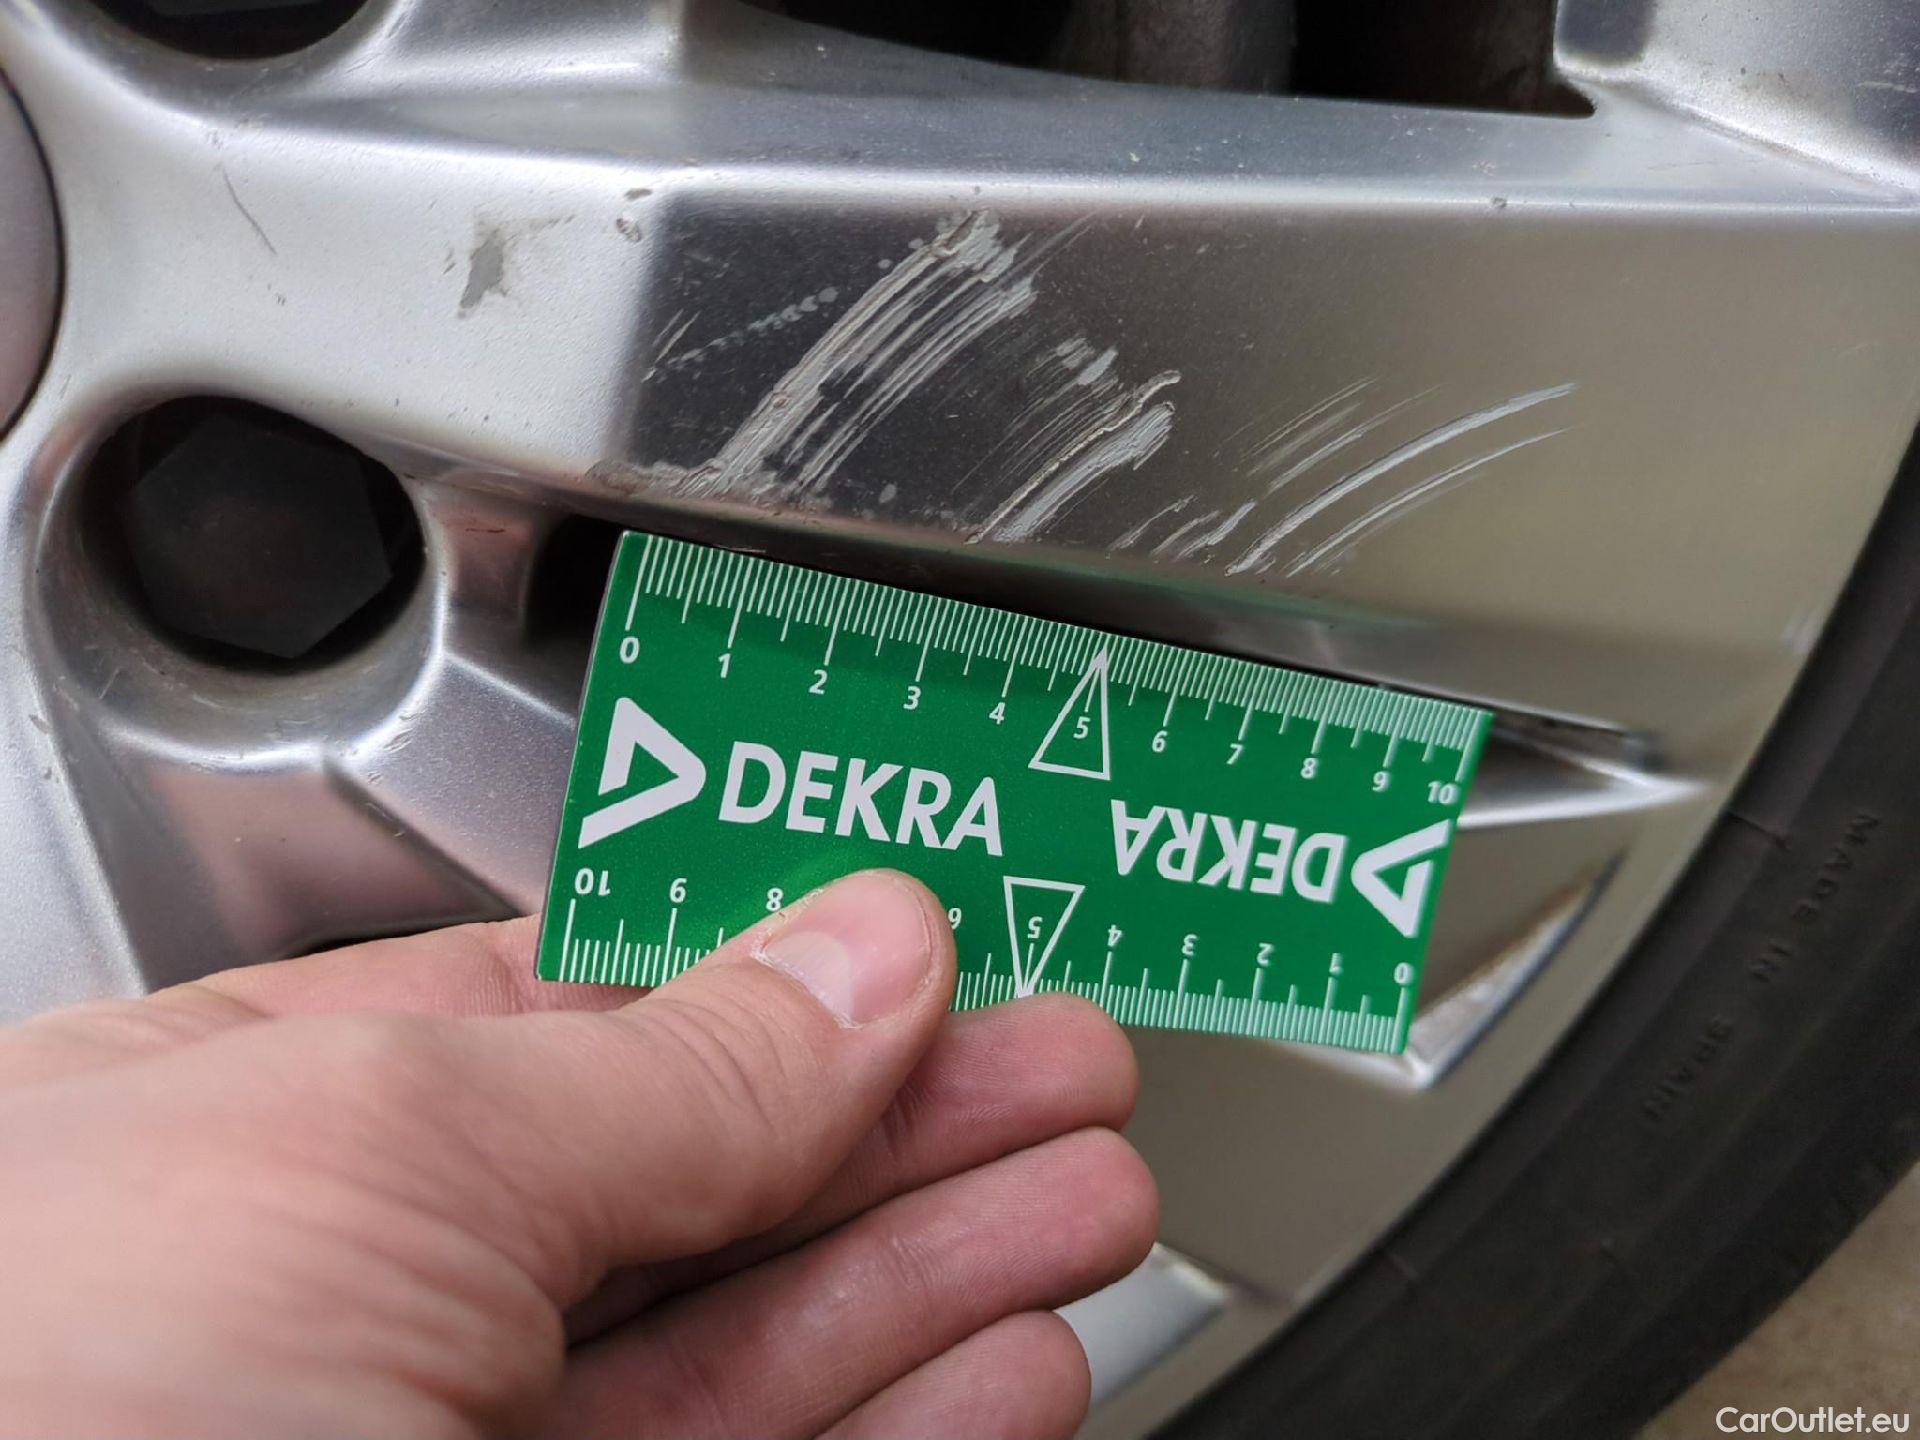 0 1 2 3 4 5 6 7 8 9 10
DEKRA
DEKRA
10 9 8 6 5 4 3 2 1 0
MADE IN SPAIN
CarOutlet.eu